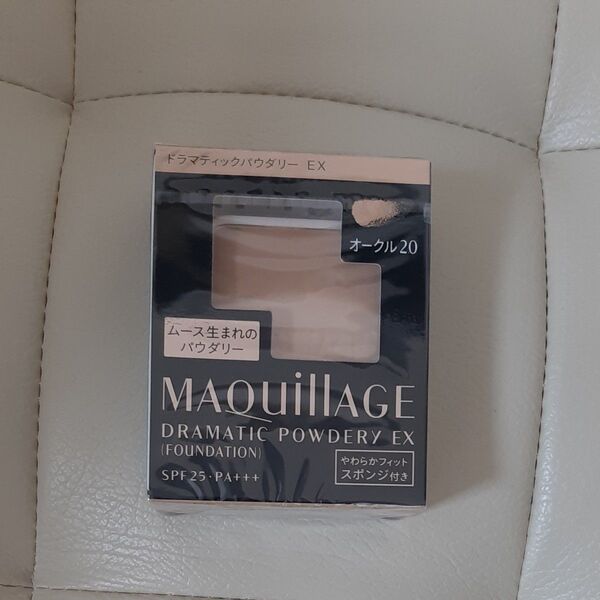 ドラマティックパウダリー EX
オークル20
ムース生まれの
パウダリー
MAQuillAGE
DRAMATIC POWDERY EX
(FOUNDATION)
SPF25・PA+++
やわらかフィット
スポンジ付き